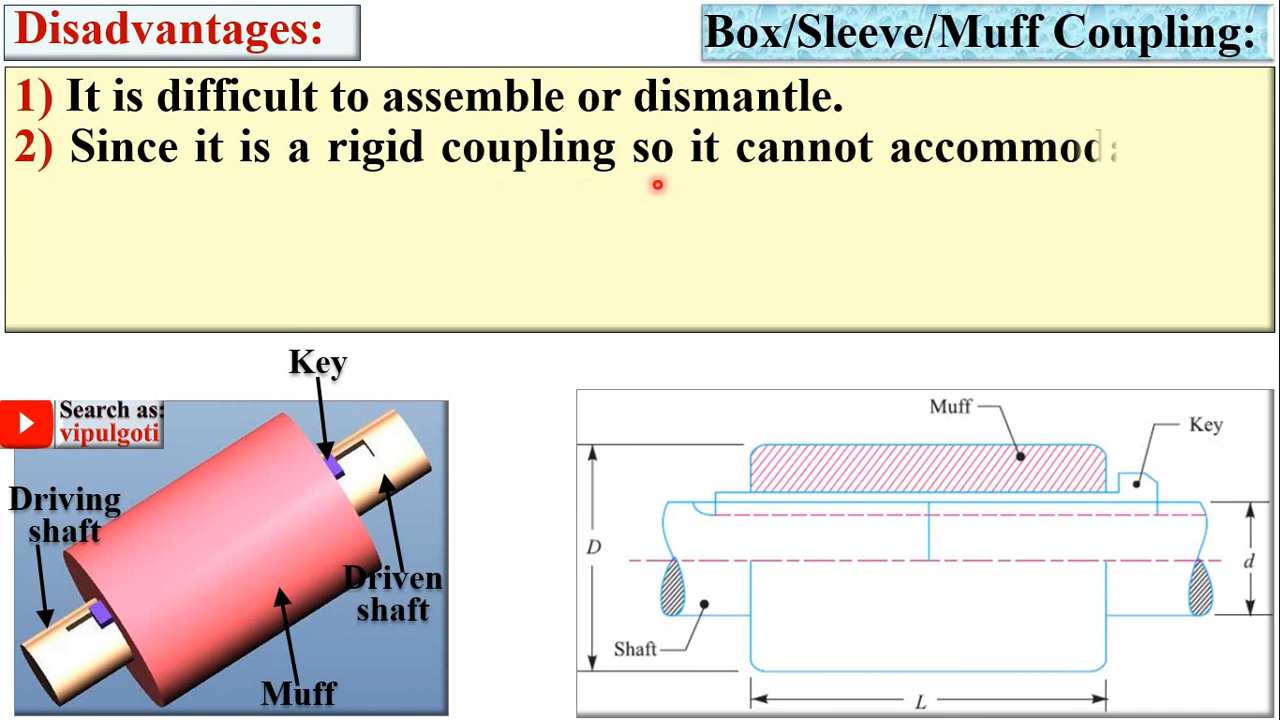 Disadvantages:
Box/Sleeve/Muff Coupling:
1) It is difficult to assemble or dismantle.
2) Since it is a rigid coupling so it cannot
Key
Search as:
vipulgoti
Driving
shaft
Driven
shaft
Muff
Muff
Key
D
d
Shaft
L